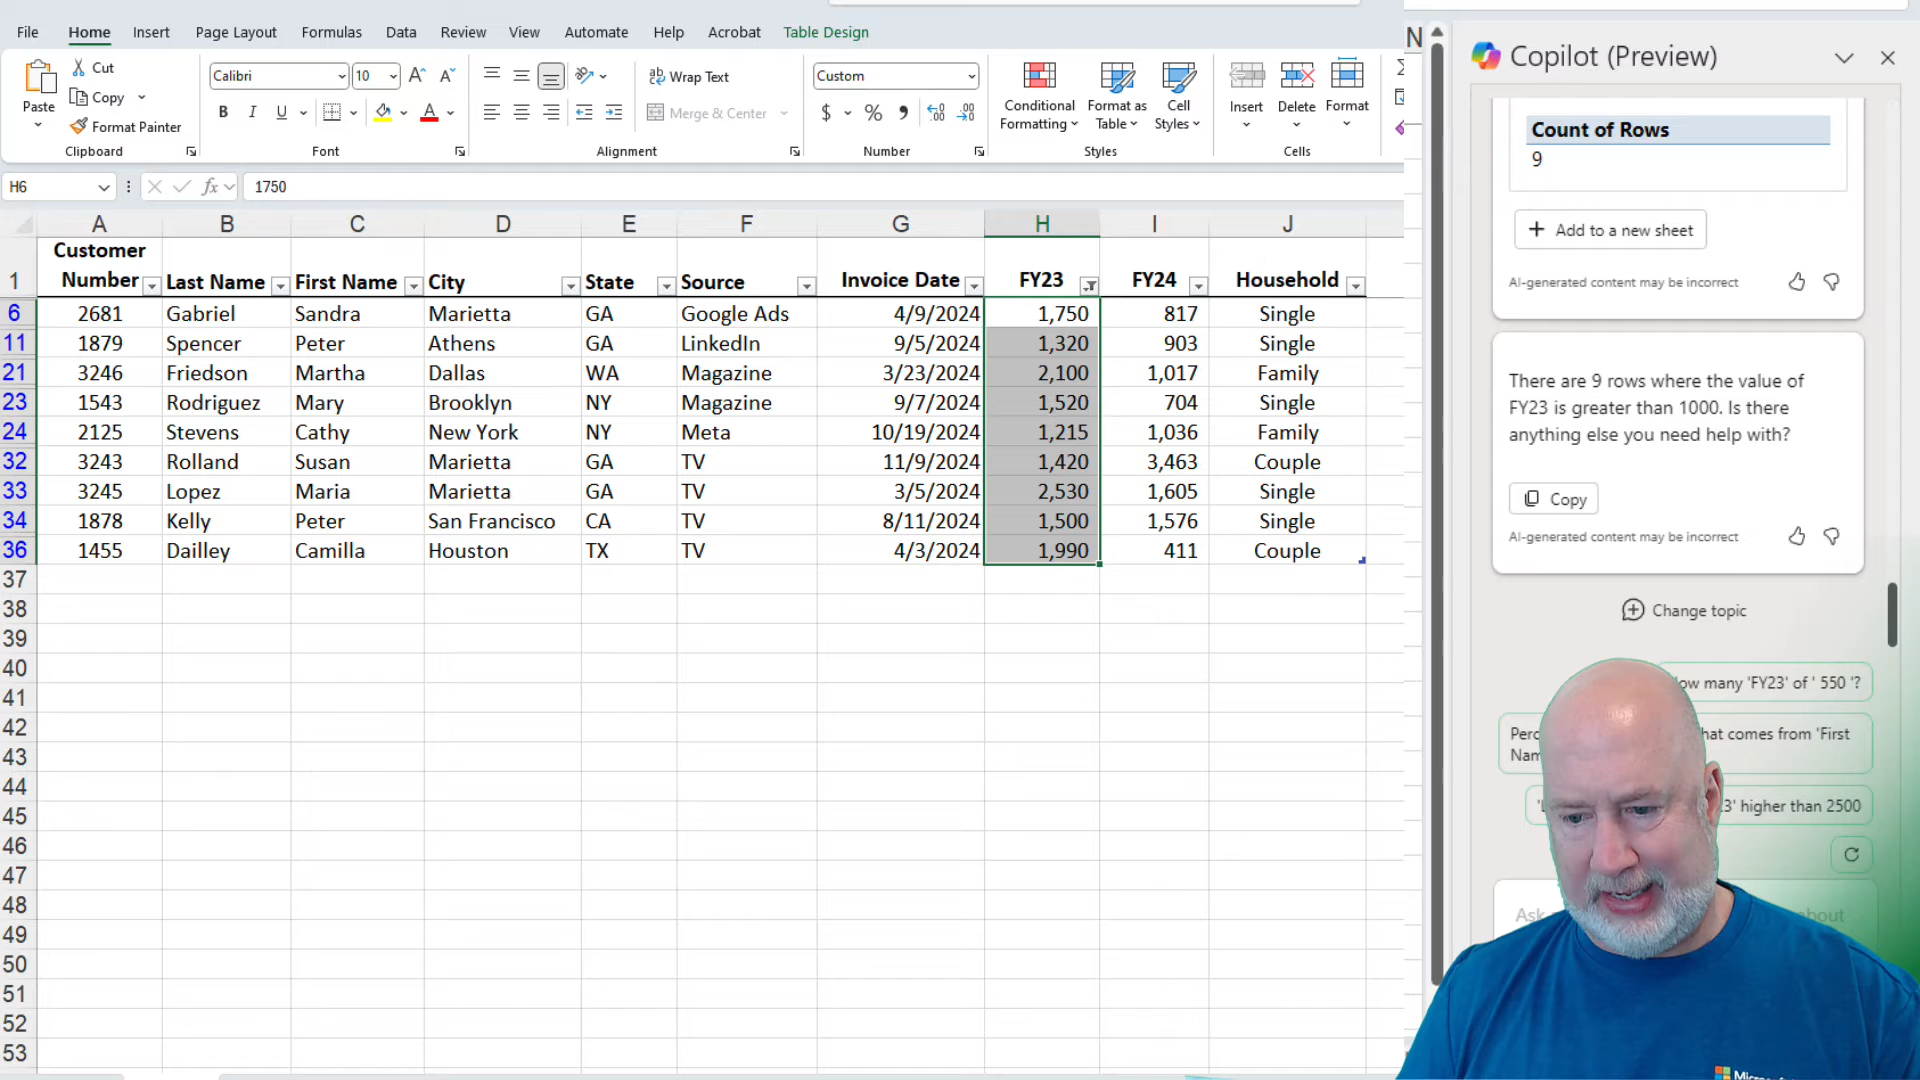 File Home Insert Page Layout Formulas Data Review View Automate Help Acrobat Table Design
Paste Cut Copy Format Painter Clipboard
Calibri 10 B I U A Font
Wrap Text Merge & Center Alignment
Custom $ % , Number
Conditional Formatting Format as Table Cell Styles Styles
Insert Delete Format Cells
H6 fx 1750
A B C D E F G H I J N
1 Customer Number Last Name First Name City State Source Invoice Date FY23 FY24 Household
6 2681 Gabriel Sandra Marietta GA Google Ads 4/9/2024 1,750 817 Single
11 1879 Spencer Peter Athens GA LinkedIn 9/5/2024 1,320 903 Single
21 3246 Friedson Martha Dallas WA Magazine 3/23/2024 2,100 1,017 Family
23 1543 Rodriguez Mary Brooklyn NY Magazine 9/7/2024 1,520 704 Single
24 2125 Stevens Cathy New York NY Meta 10/19/2024 1,215 1,036 Family
32 3243 Rolland Susan Marietta GA TV 11/9/2024 1,420 3,463 Couple
33 3245 Lopez Maria Marietta GA TV 3/5/2024 2,530 1,605 Single
34 1878 Kelly Peter San Francisco CA TV 8/11/2024 1,500 1,576 Single
36 1455 Dailley Camilla Houston TX TV 4/3/2024 1,990 411 Couple
37
38
39
40
41
42
43
44
45
46
47
48
49
50
51
52
53
Copilot (Preview)
Count of Rows
9
+ Add to a new sheet
AI-generated content may be incorrect
There are 9 rows where the value of
FY23 is greater than 1000. Is there
anything else you need help with?
Copy
AI-generated content may be incorrect
Change topic
many 'FY23' of ' 550 '?
comes from 'First
higher than 2500
Ask about